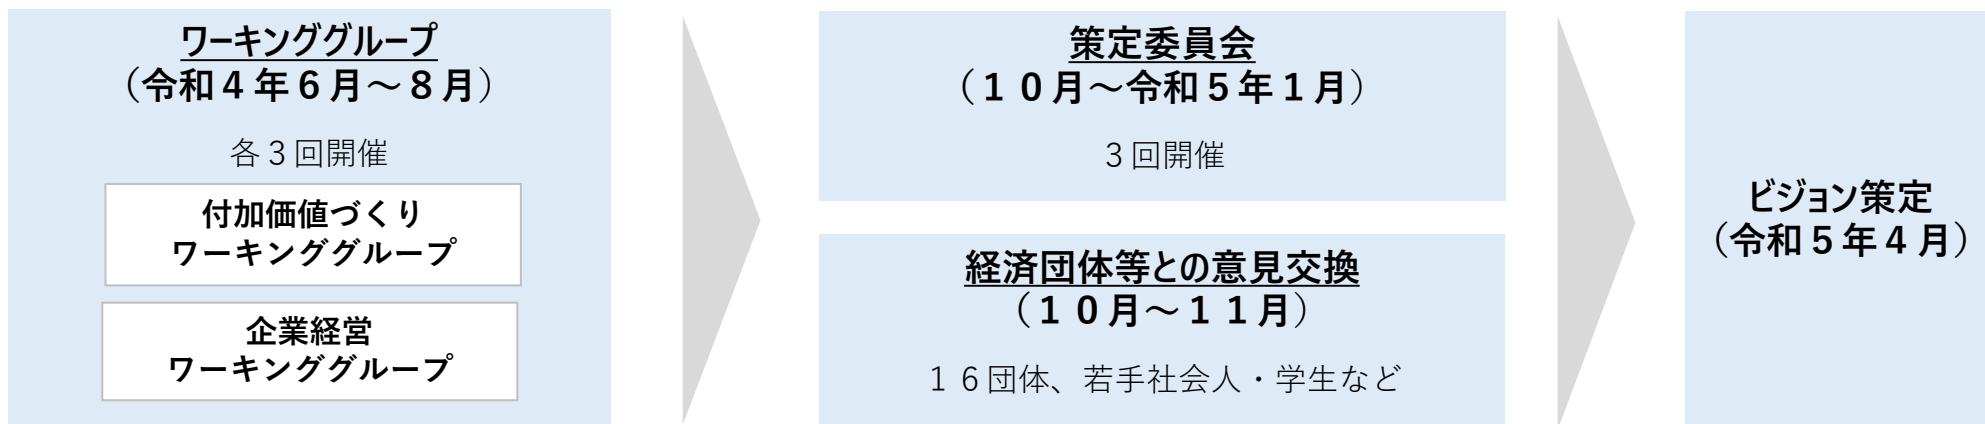 ワーキンググループ
（令和４年６月～８月）
各３回開催
付加価値づくり
ワーキンググループ
企業経営
ワーキンググループ
策定委員会
（１０月～令和５年１月）
３回開催
経済団体等との意見交換
（１０月～１１月）
１６団体、若手社会人・学生など
ビジョン策定
（令和５年４月）